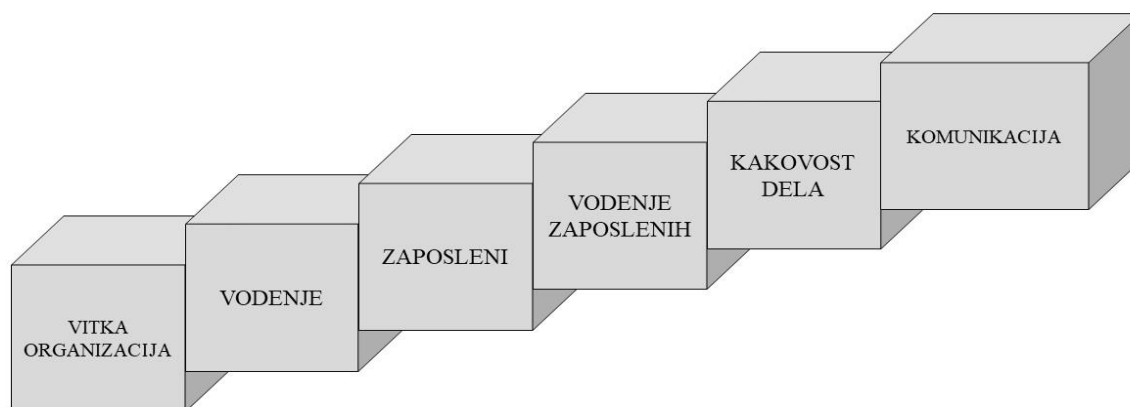 VITKA
ORGANIZACIJA
VODENJE
ZAPOSLENI
VODENJE
ZAPOSLENIH
KAKOVOST
DELA
KOMUNIKACIJA